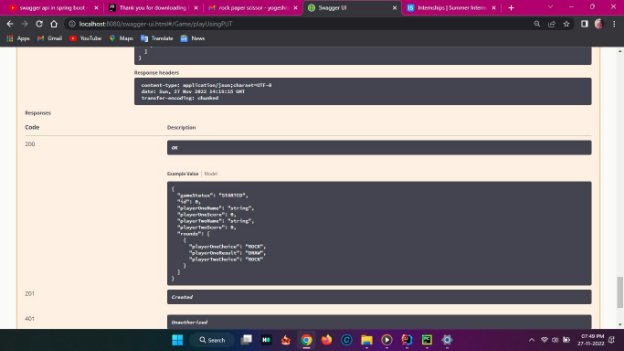 swagger api in spring boot
Thank you for downloading
rock paper scissor - yogeshw
Swagger UI
Internships | Summer Intern
localhost:8080/swagger-ui.html#/Game/playUsingPUT
Apps
Gmail
YouTube
Maps
Translate
News
]
}
Response headers
content-type: application/json;charset=UTF-8
date: Sun, 27 Nov 2022 14:19:16 GMT
transfer-encoding: chunked
Responses
Code Description
200
OK
Example Value | Model
{
"gameStatus": "STARTED",
"id": 0,
"playerOneName": "string",
"playerOneScore": 0,
"playerTwoName": "string",
"playerTwoScore": 0,
"rounds": [
{
"playerOneChoice": "ROCK",
"playerOneResult": "DRAW",
"playerTwoChoice": "ROCK"
}
]
}
201
Created
401
Unauthorized
Search
07:49 PM
27-11-2022